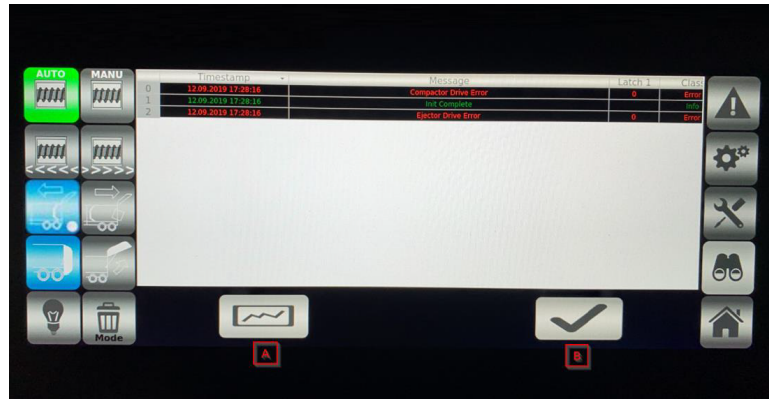 AUTO MANU
Timestamp Message Latch 1 Clas
0 12.09.2019 17:28:16 Compactor Drive Error 0 Error
1 12.09.2019 17:28:16 Init Complete Info
2 12.09.2019 17:28:16 Ejector Drive Error 0 Error
<<<<< >>>>>
Mode
A B